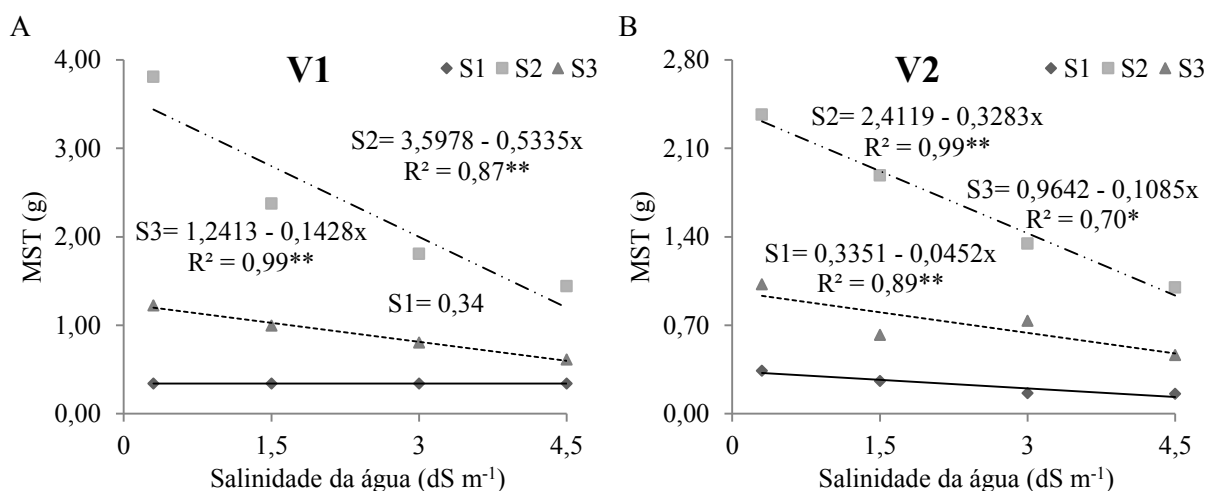 A
V1
S1 S2 S3
4,00
3,00
2,00
1,00
0,00
MST (g)
S2= 3,5978 - 0,5335x
R² = 0,87**
S3= 1,2413 - 0,1428x
R² = 0,99**
S1= 0,34
0 1,5 3 4,5
Salinidade da água (dS m⁻¹)
B
V2
S1 S2 S3
2,80
2,10
1,40
0,70
0,00
MST (g)
S2= 2,4119 - 0,3283x
R² = 0,99**
S3= 0,9642 - 0,1085x
R² = 0,70*
S1= 0,3351 - 0,0452x
R² = 0,89**
0 1,5 3 4,5
Salinidade da água (dS m⁻¹)